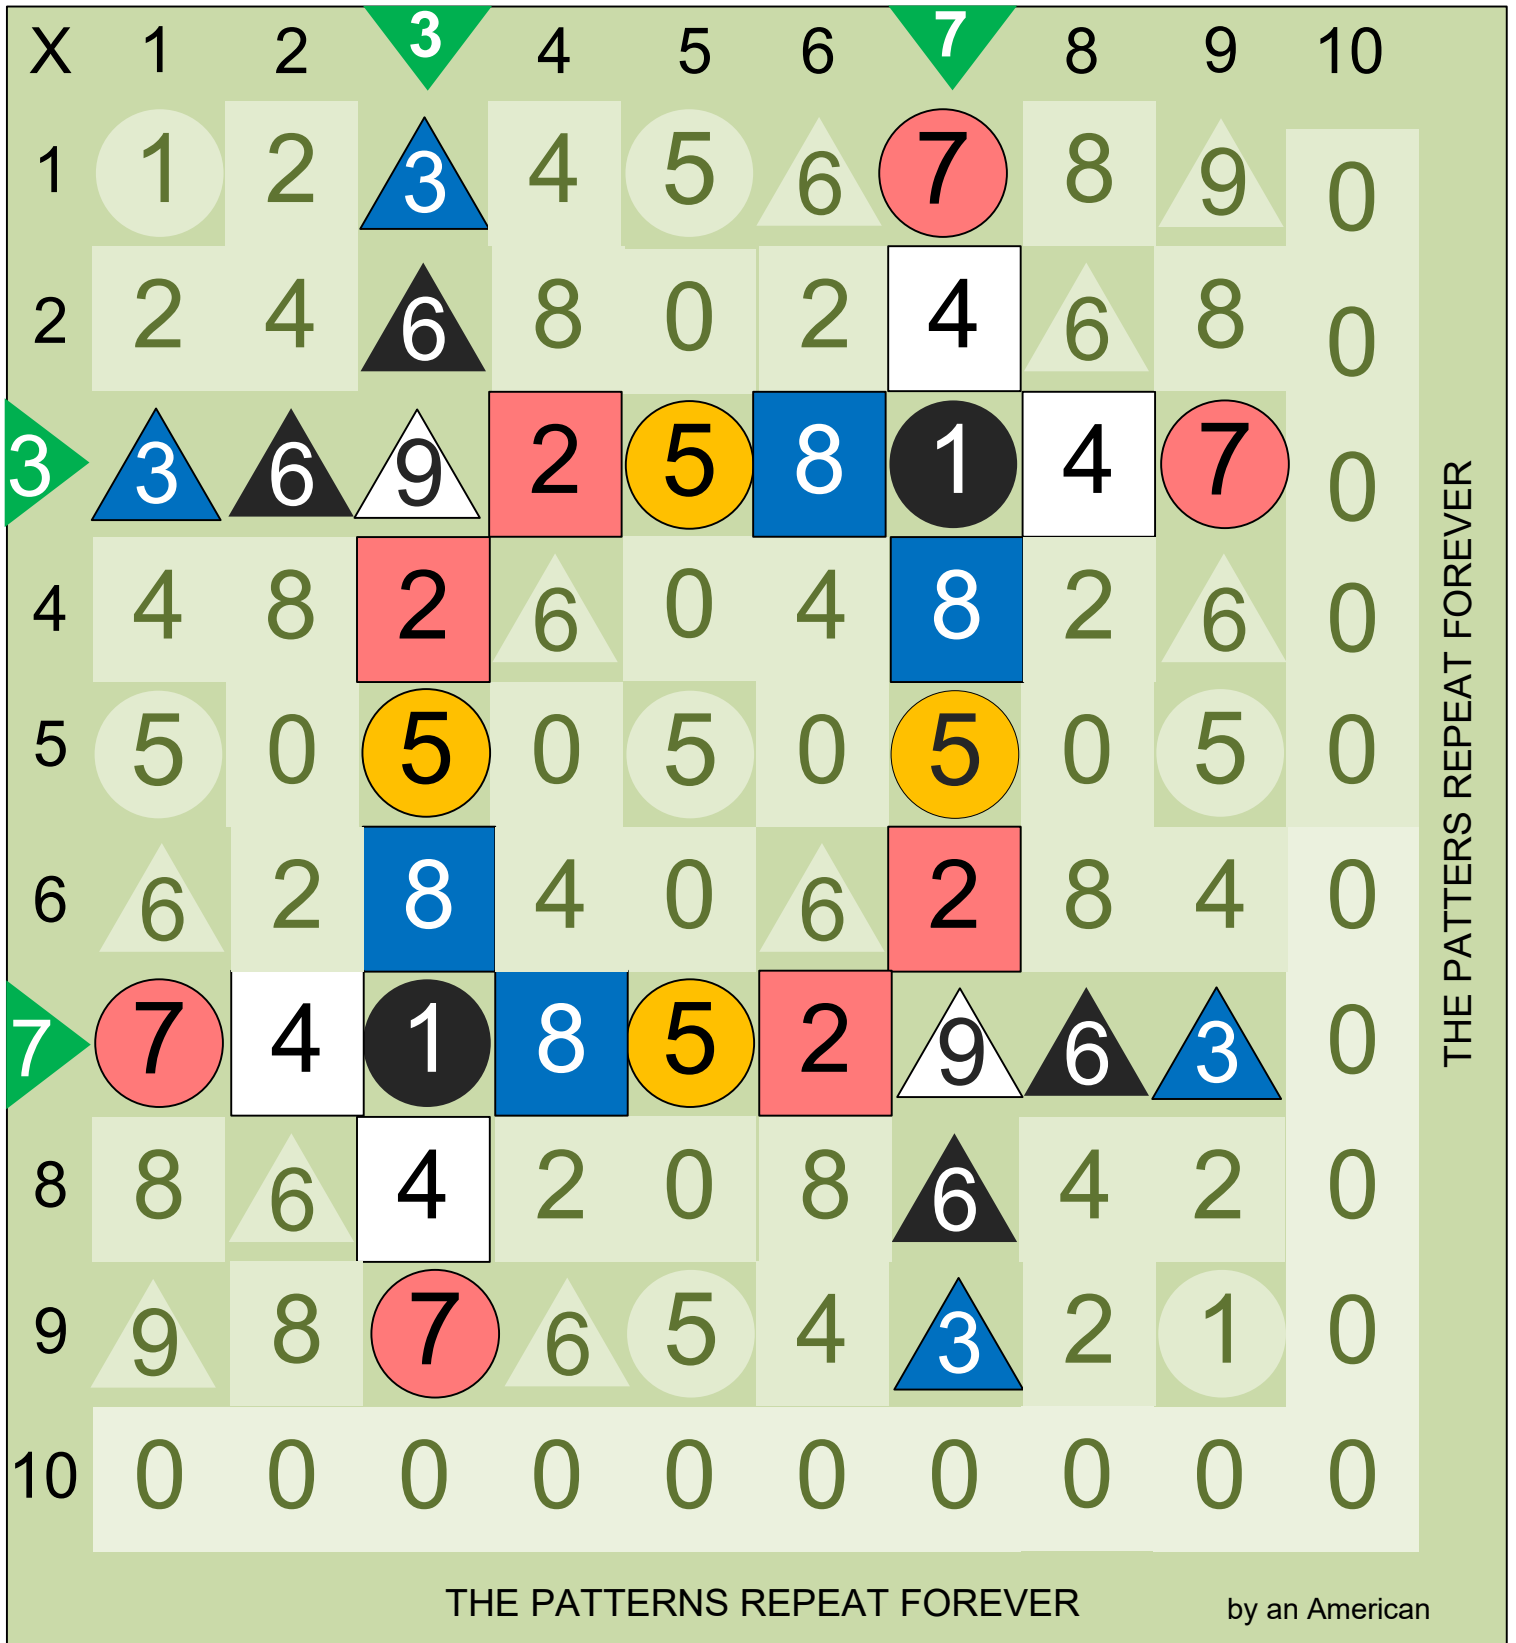 X 1 2 3 4 5 6 7 8 9 10
1 1 2 3 4 5 6 7 8 9 0
2 2 4 6 8 0 2 4 6 8 0
3 3 6 9 2 5 8 1 4 7 0
4 4 8 2 6 0 4 8 2 6 0
5 5 0 5 0 5 0 5 0 5 0
6 6 2 8 4 0 6 2 8 4 0
7 7 4 1 8 5 2 9 6 3 0
8 8 6 4 2 0 8 6 4 2 0
9 9 8 7 6 5 4 3 2 1 0
10 0 0 0 0 0 0 0 0 0 0
THE PATTERS REPEAT FOREVER
THE PATTERNS REPEAT FOREVER
by an American